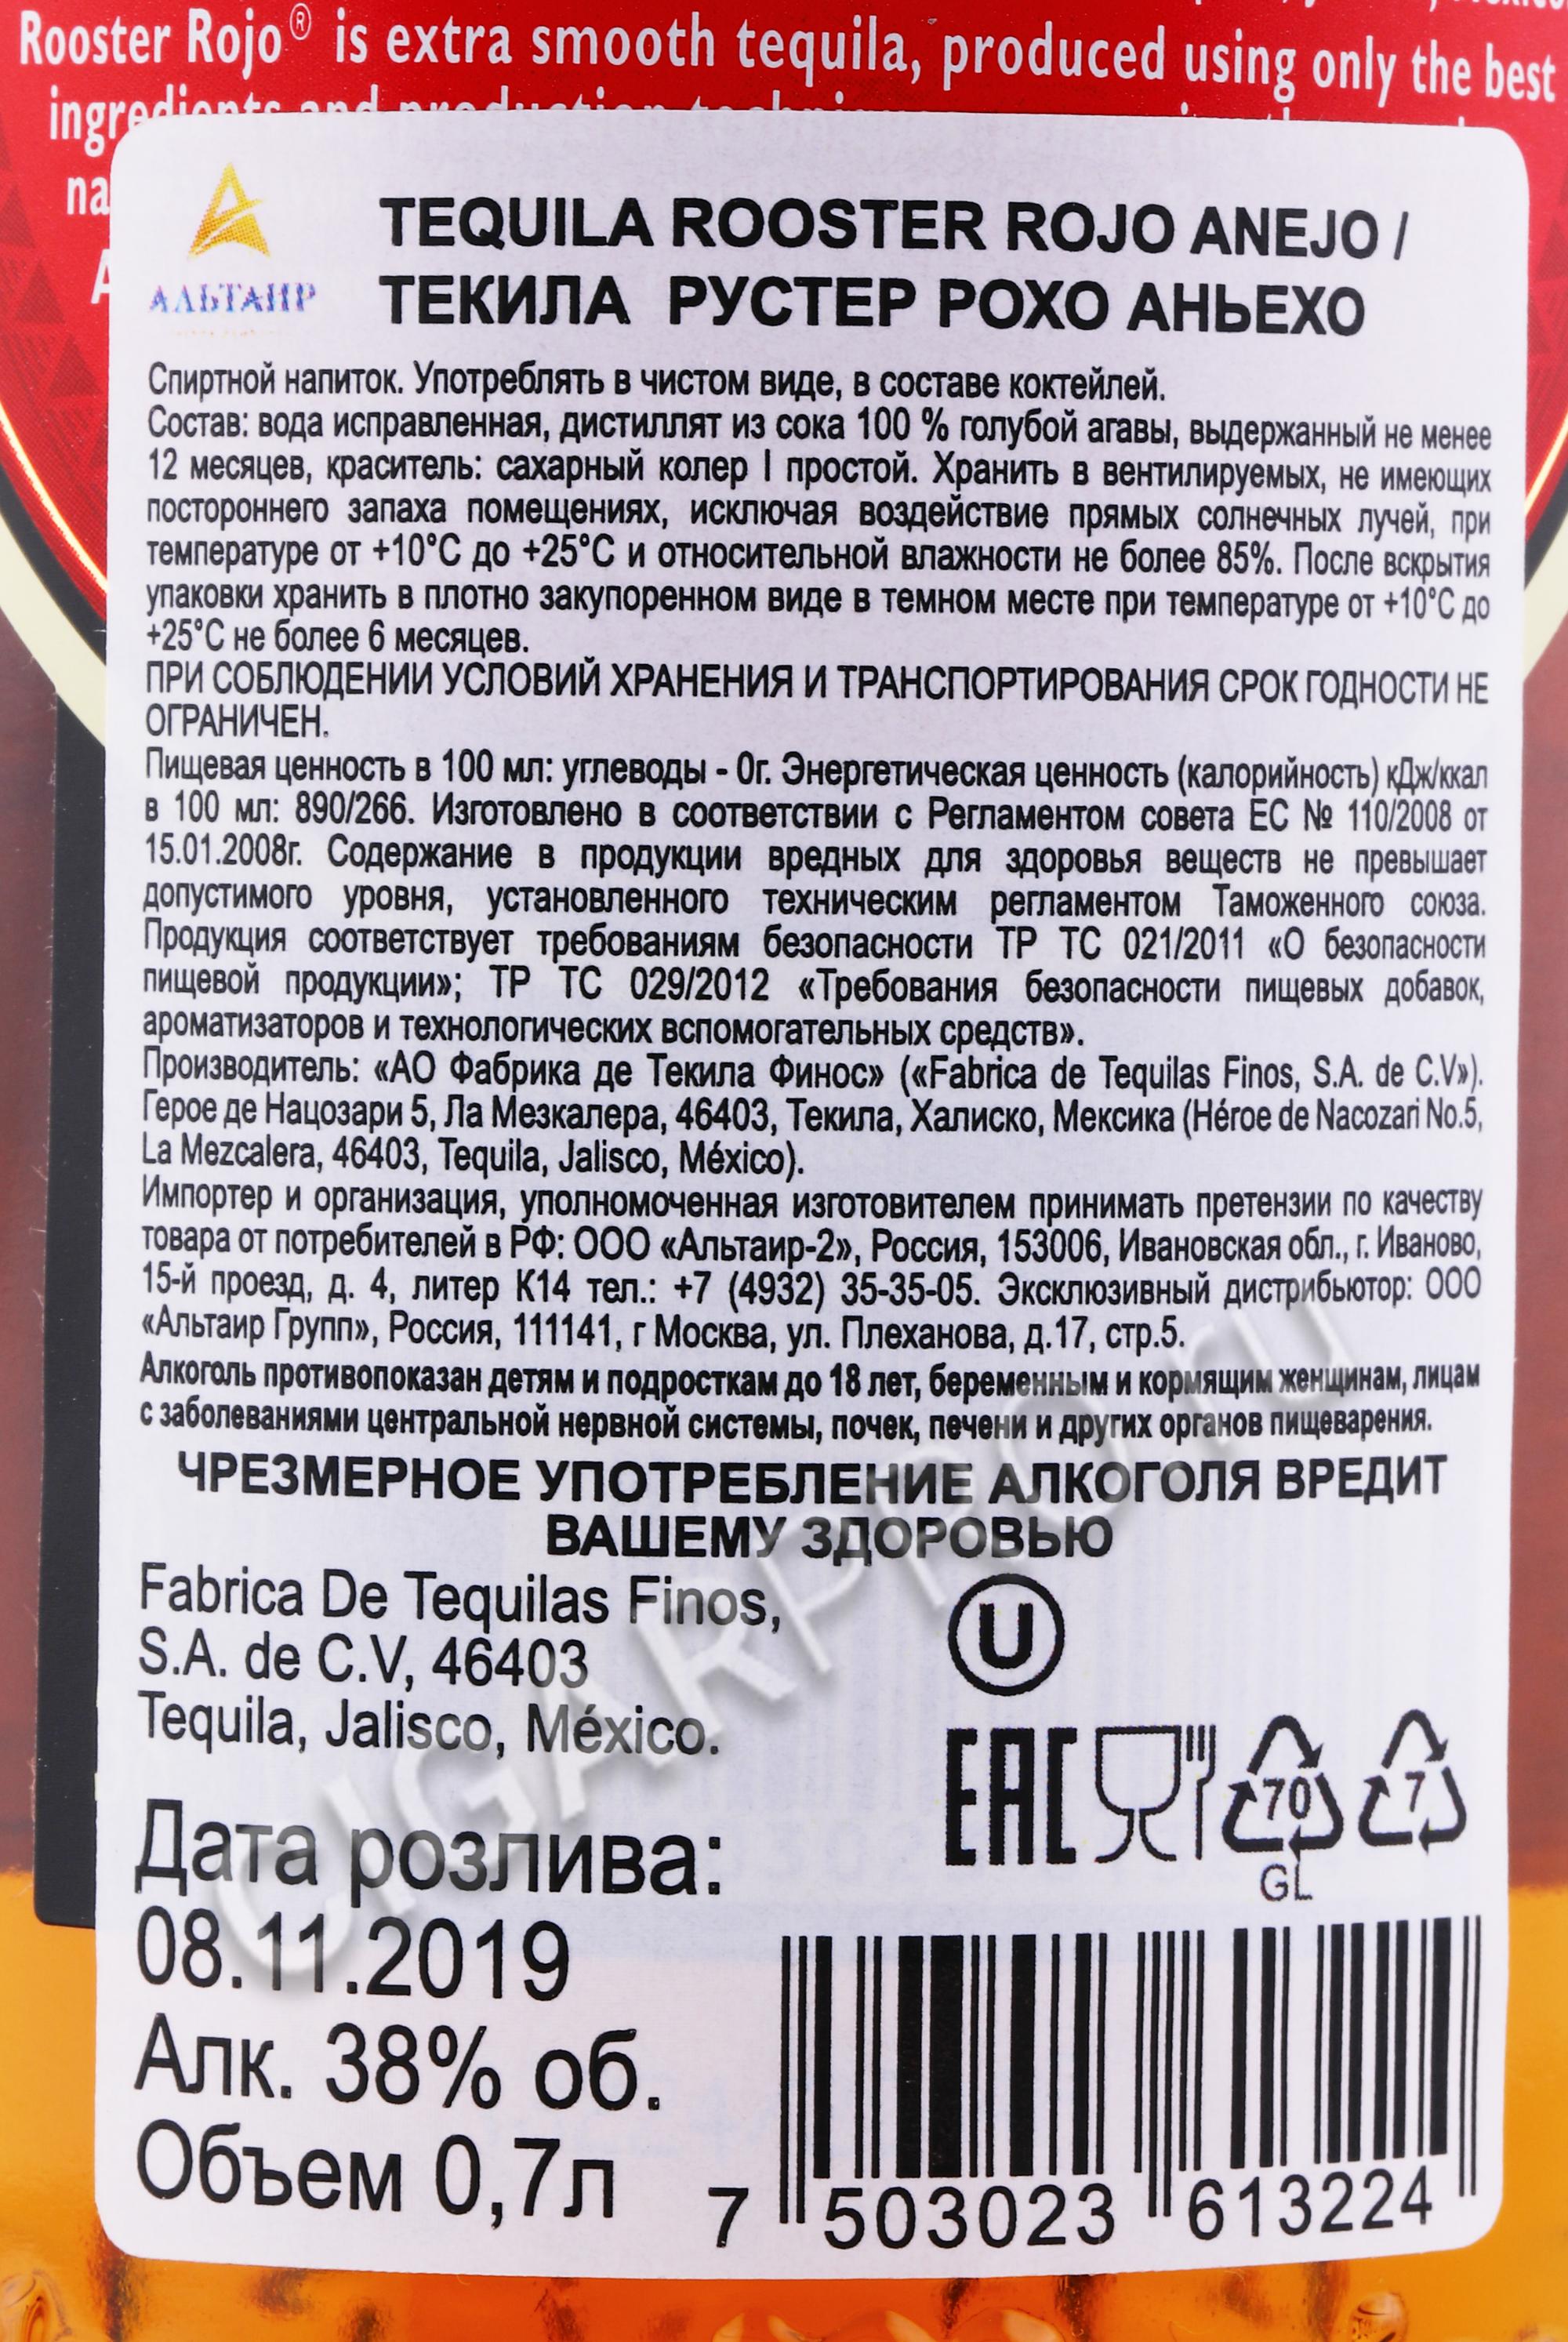 Rooster Rojo® is extra smooth tequila, produced using only the best
ingredients and production
na
A
АЛЬТАИР
TEQUILA ROOSTER ROJO ANEJO /
ТЕКИЛА РУСТЕР РОХО АНЬЕХО
Спиртной напиток. Употреблять в чистом виде, в составе коктейлей.
Состав: вода исправленная, дистиллят из сока 100 % голубой агавы, выдержанный не менее
12 месяцев, краситель: сахарный колер I простой. Хранить в вентилируемых, не имеющих
постороннего запаха помещениях, исключая воздействие прямых солнечных лучей, при
температуре от +10°С до +25°С и относительной влажности не более 85%. После вскрытия
упаковки хранить в плотно закупоренном виде в темном месте при температуре от +10°С до
+25°С не более 6 месяцев.
ПРИ СОБЛЮДЕНИИ УСЛОВИЙ ХРАНЕНИЯ И ТРАНСПОРТИРОВАНИЯ СРОК ГОДНОСТИ НЕ
ОГРАНИЧЕН.
Пищевая ценность в 100 мл: углеводы - 0г. Энергетическая ценность (калорийность) кДж/ккал
в 100 мл: 890/266. Изготовлено в соответствии с Регламентом совета ЕС № 110/2008 от
15.01.2008г. Содержание в продукции вредных для здоровья веществ не превышает
допустимого уровня, установленного техническим регламентом Таможенного союза.
Продукция соответствует требованиям безопасности ТР ТС 021/2011 «О безопасности
пищевой продукции»; ТР ТС 029/2012 «Требования безопасности пищевых добавок,
ароматизаторов и технологических вспомогательных средств».
Производитель: «АО Фабрика де Текила Финос» («Fabrica de Tequilas Finos, S.A. de C.V»).
Герое де Нацозари 5, Ла Мезкалера, 46403, Текила, Халиско, Мексика (Héroe de Nacozari No.5,
La Mezcalera, 46403, Tequila, Jalisco, México).
Импортер и организация, уполномоченная изготовителем принимать претензии по качеству
товара от потребителей в РФ: ООО «Альтаир-2», Россия, 153006, Ивановская обл., г. Иваново,
15-й проезд, д. 4, литер К14 тел.: +7 (4932) 35-35-05. Эксклюзивный дистрибьютор: ООО
«Альтаир Групп», Россия, 111141, г Москва, ул. Плеханова, д.17, стр.5.
Алкоголь противопоказан детям и подросткам до 18 лет, беременным и кормящим женщинам, лицам
с заболеваниями центральной нервной системы, почек, печени и других органов пищеварения.
ЧРЕЗМЕРНОЕ УПОТРЕБЛЕНИЕ АЛКОГОЛЯ ВРЕДИТ
ВАШЕМУ ЗДОРОВЬЮ
Fabrica De Tequilas Finos,
S.A. de C.V, 46403
Tequila, Jalisco, México.
U
EAC
70
GL
7
Дата розлива:
08.11.2019
Алк. 38% об.
Объем 0,7л
7 503023 613224
CIGARPRO.ru